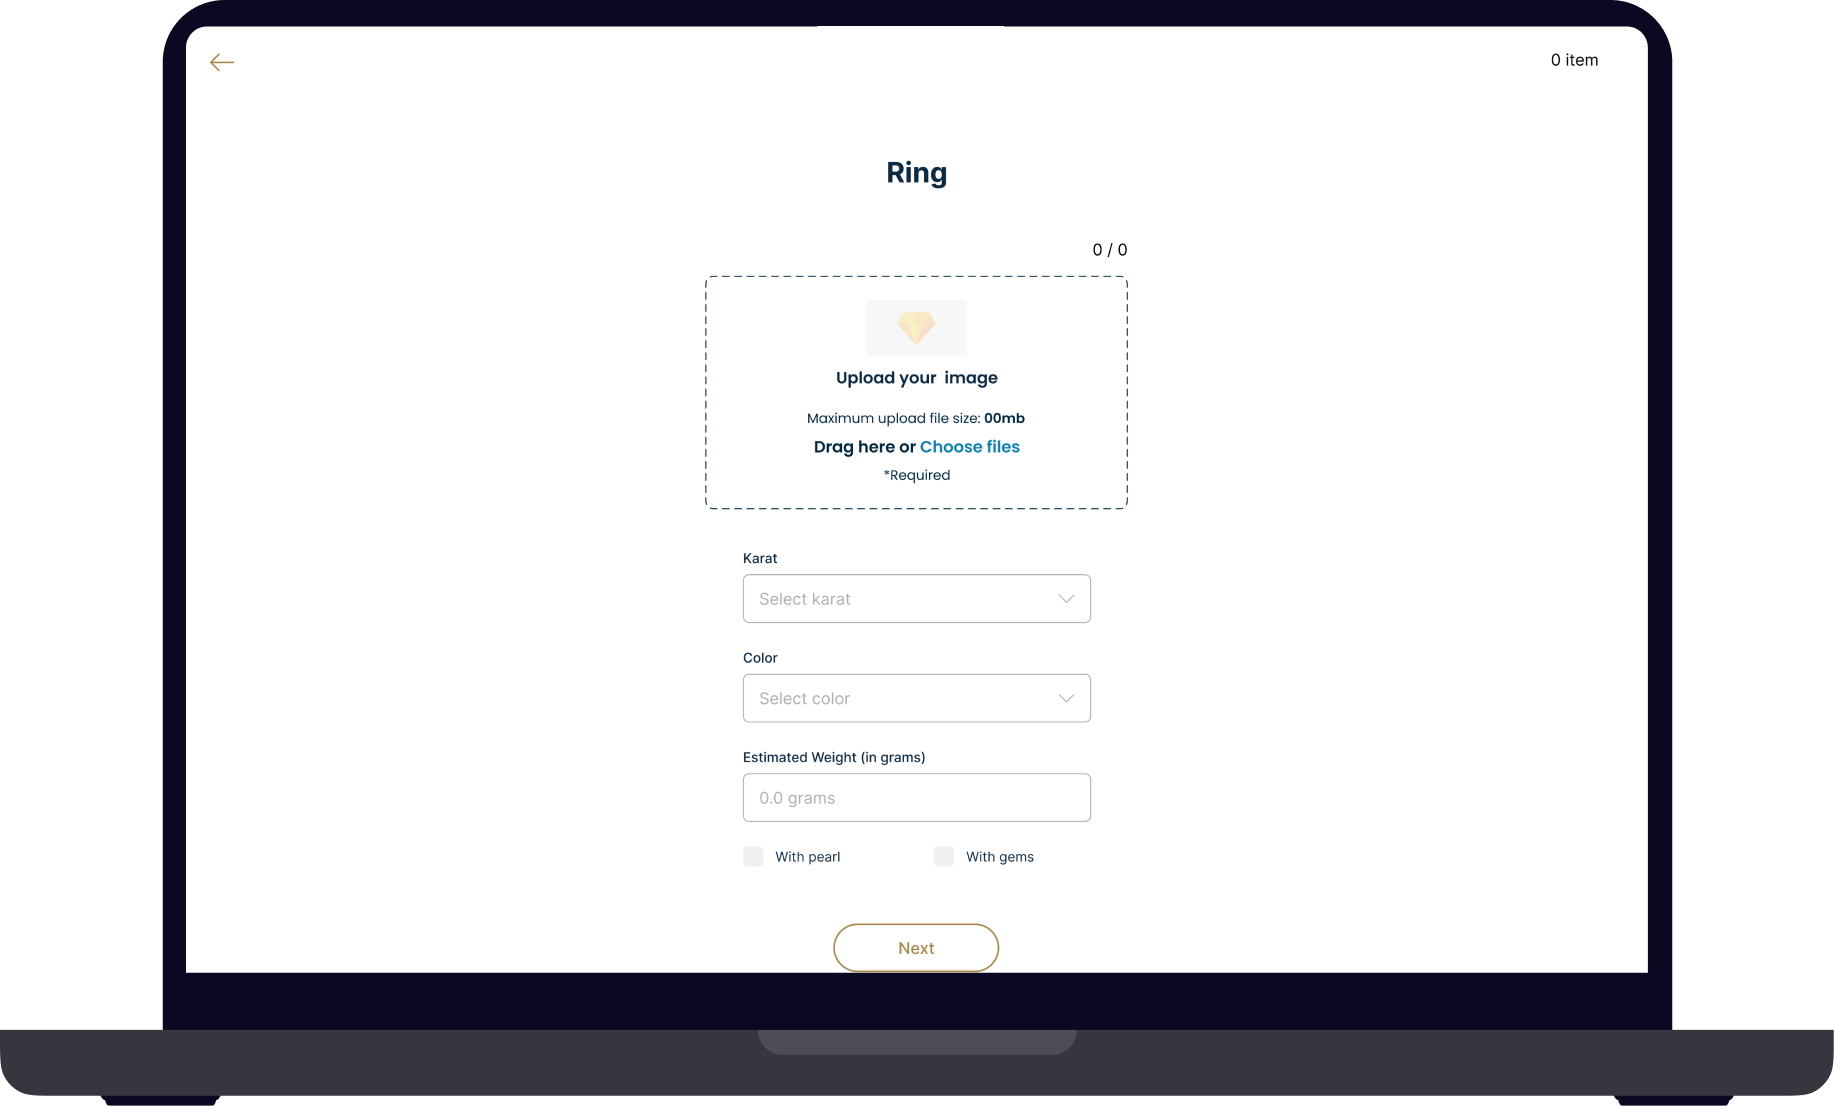 0 item
Ring
0 / 0
Upload your image
Maximum upload file size: 00mb
Drag here or Choose files
*Required
Karat
Select karat
Color
Select color
Estimated Weight (in grams)
0.0 grams
With pearl With gems
Next